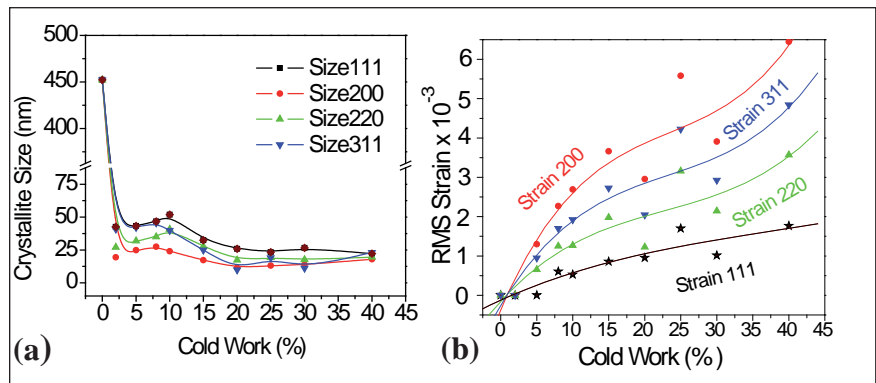 500
450
400
75
50
25
0
Crystallite Size (nm)
Size111
Size200
Size220
Size311
0 5 10 15 20 25 30 35 40 45
Cold Work (%)
(a)
6
5
4
3
2
1
0
RMS Strain x 10⁻³
Strain 200
Strain 311
Strain 220
Strain 111
0 5 10 15 20 25 30 35 40 45
Cold Work (%)
(b)